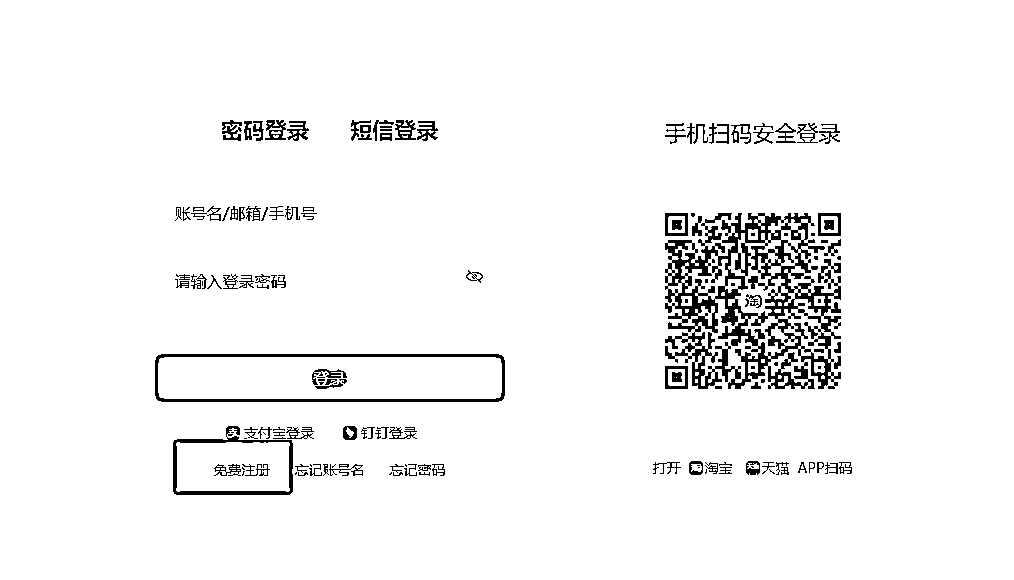 密码登录 短信登录
账号名/邮箱/手机号
请输入登录密码
登录
支付宝登录 钉钉登录
免费注册 忘记账号名 忘记密码
手机扫码安全登录
淘
打开 淘宝 天猫 APP扫码